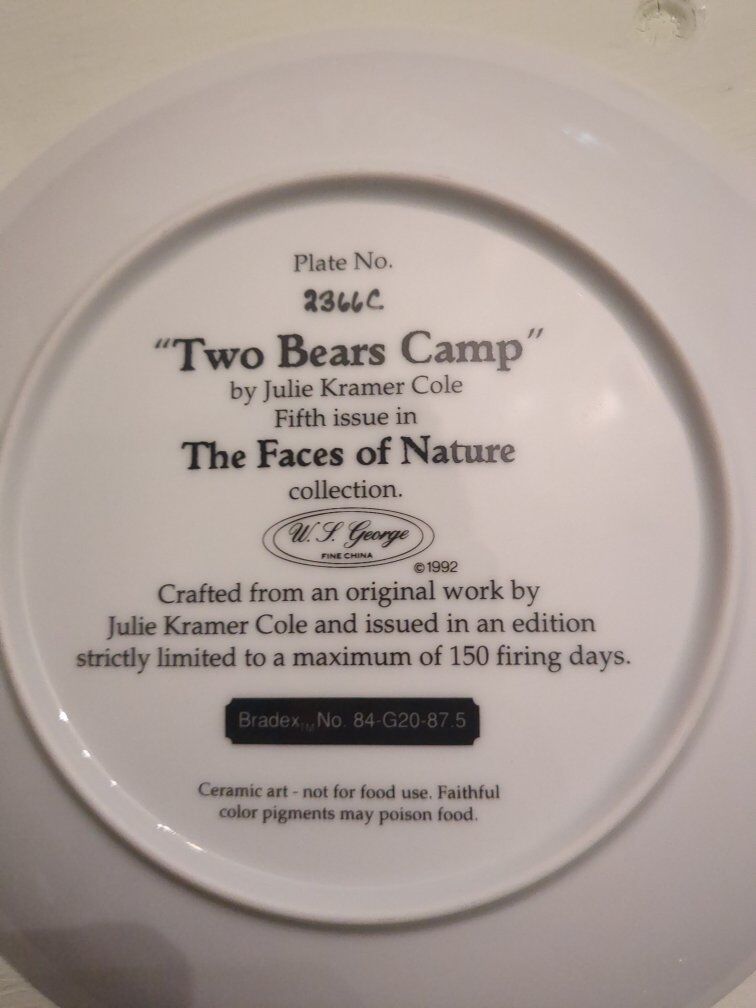 Plate No.
2366C
"Two Bears Camp"
by Julie Kramer Cole
Fifth issue in
The Faces of Nature
collection.
W. S. George
FINE CHINA
©1992
Crafted from an original work by
Julie Kramer Cole and issued in an edition
strictly limited to a maximum of 150 firing days.
Bradex™ No. 84-G20-87.5
Ceramic art - not for food use. Faithful
color pigments may poison food.